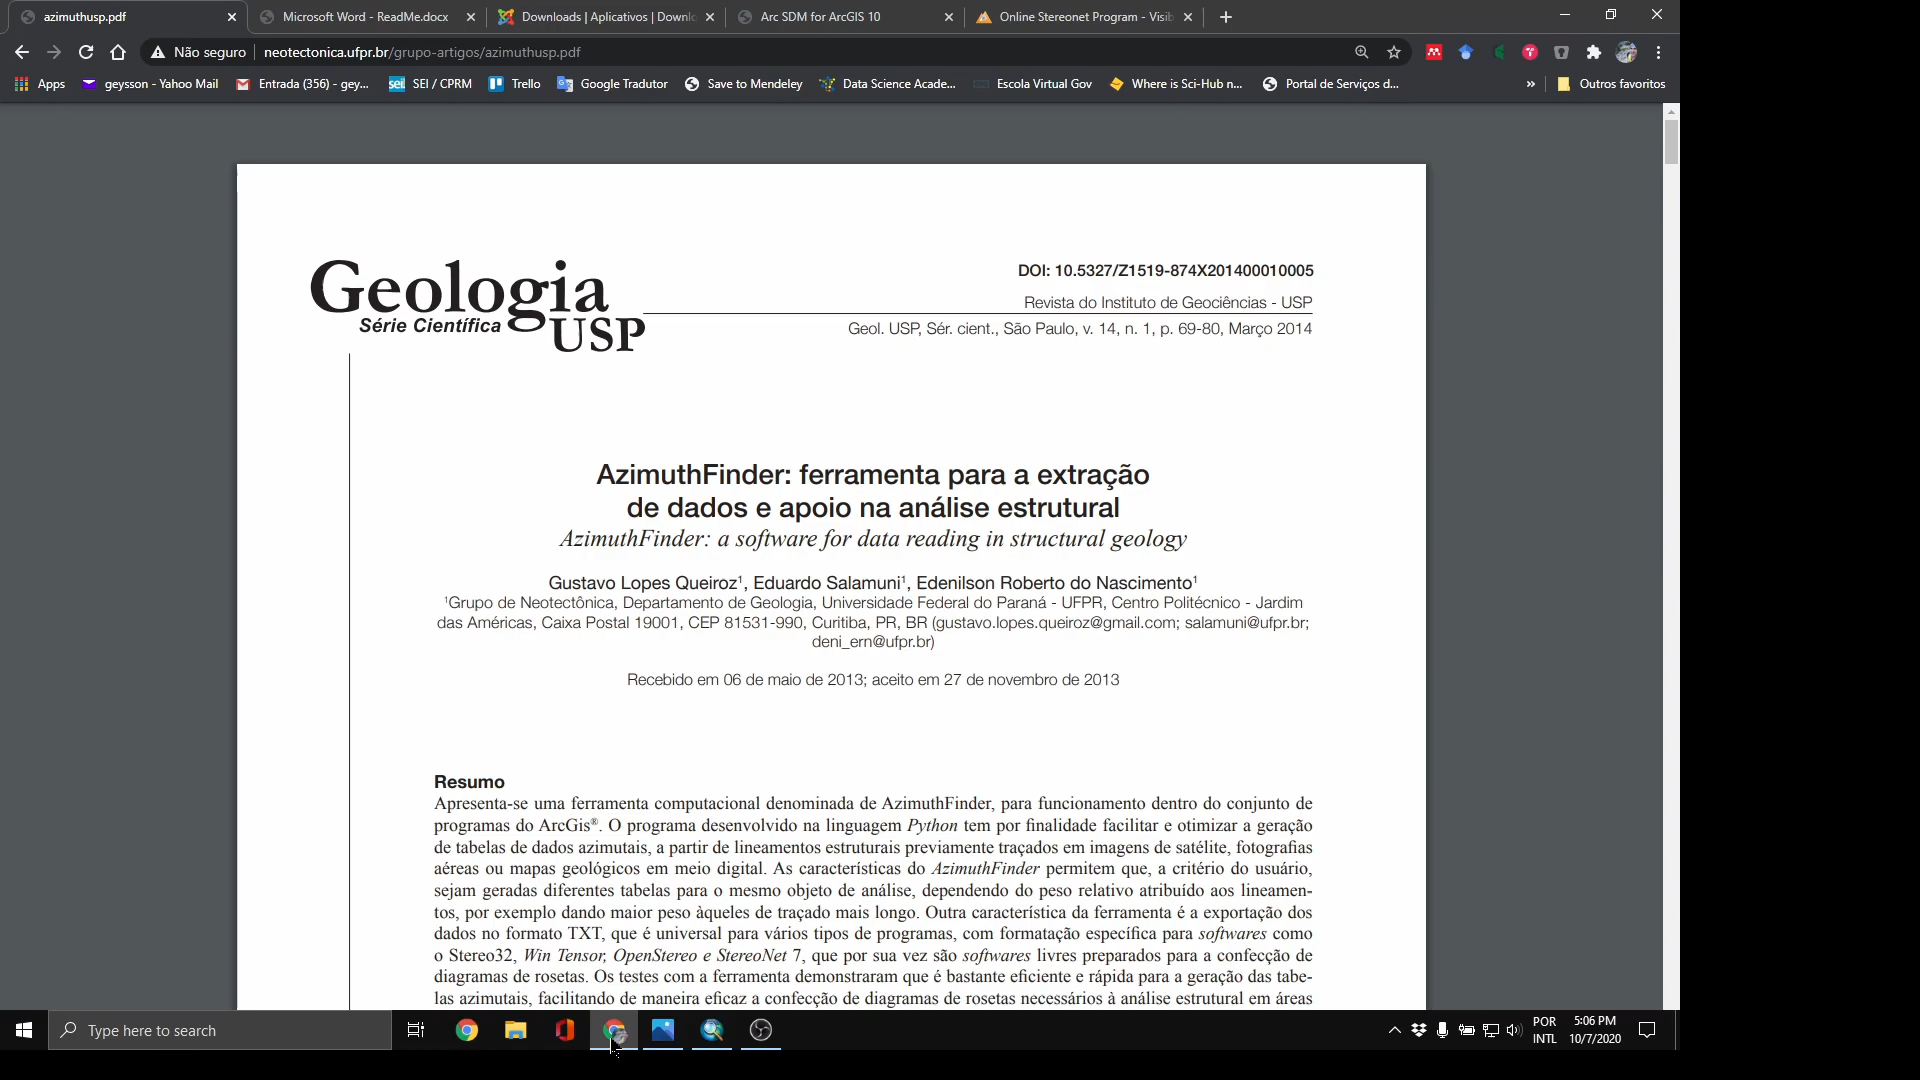 azimuthusp.pdf
Microsoft Word - ReadMe.docx
Downloads | Aplicativos | Downlo
Arc SDM for ArcGIS 10
Online Stereonet Program - Visib
Não seguro
neotectonica.ufpr.br/grupo-artigos/azimuthusp.pdf
Apps
geysson - Yahoo Mail
Entrada (356) - gey...
SEI / CPRM
Trello
Google Tradutor
Save to Mendeley
Data Science Acade...
Escola Virtual Gov
Where is Sci-Hub n...
Portal de Serviços d...
»
Outros favoritos
Geologia
Série Científica
USP
DOI: 10.5327/Z1519-874X201400010005
Revista do Instituto de Geociências - USP
Geol. USP, Sér. cient., São Paulo, v. 14, n. 1, p. 69-80, Março 2014
AzimuthFinder: ferramenta para a extração
de dados e apoio na análise estrutural
AzimuthFinder: a software for data reading in structural geology
Gustavo Lopes Queiroz¹, Eduardo Salamuni¹, Edenilson Roberto do Nascimento¹
¹Grupo de Neotectônica, Departamento de Geologia, Universidade Federal do Paraná - UFPR, Centro Politécnico - Jardim
das Américas, Caixa Postal 19001, CEP 81531-990, Curitiba, PR, BR (gustavo.lopes.queiroz@gmail.com; salamuni@ufpr.br;
deni_ern@ufpr.br)
Recebido em 06 de maio de 2013; aceito em 27 de novembro de 2013
Resumo
Apresenta-se uma ferramenta computacional denominada de AzimuthFinder, para funcionamento dentro do conjunto de
programas do ArcGis®. O programa desenvolvido na linguagem Python tem por finalidade facilitar e otimizar a geração
de tabelas de dados azimutais, a partir de lineamentos estruturais previamente traçados em imagens de satélite, fotografias
aéreas ou mapas geológicos em meio digital. As características do AzimuthFinder permitem que, a critério do usuário,
sejam geradas diferentes tabelas para o mesmo objeto de análise, dependendo do peso relativo atribuído aos lineamen-
tos, por exemplo dando maior peso àqueles de traçado mais longo. Outra característica da ferramenta é a exportação dos
dados no formato TXT, que é universal para vários tipos de programas, com formatação específica para softwares como
o Stereo32, Win Tensor, OpenStereo e StereoNet 7, que por sua vez são softwares livres preparados para a confecção de
diagramas de rosetas. Os testes com a ferramenta demonstraram que é bastante eficiente e rápida para a geração das tabe-
las azimutais, facilitando de maneira eficaz a confecção de diagramas de rosetas necessários à análise estrutural em áreas
Type here to search
POR
INTL
5:06 PM
10/7/2020